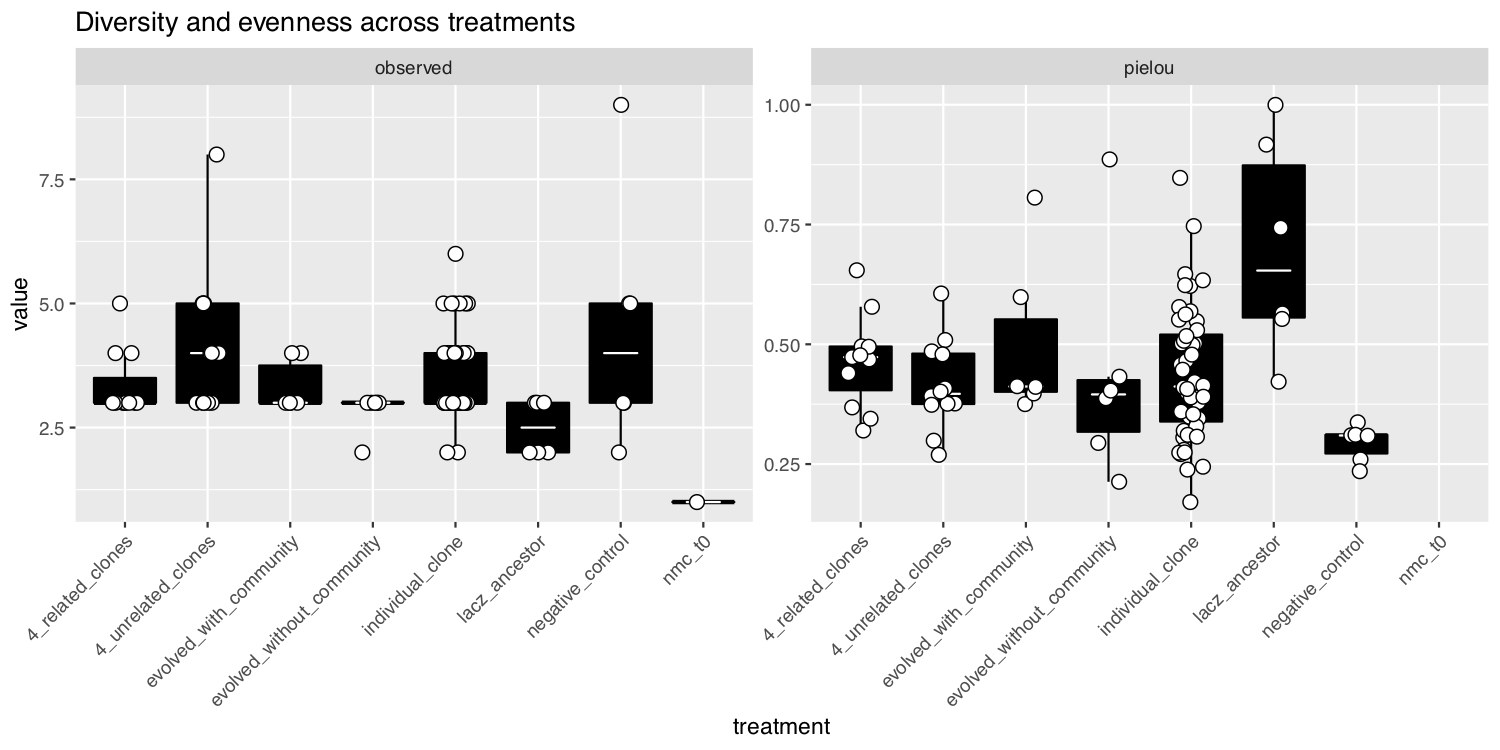 Diversity and evenness across treatments
observed
pielou
value
7.5
5.0
2.5
1.00
0.75
0.50
0.25
4_related_clones
4_unrelated_clones
evolved_with_community
evolved_without_community
individual_clone
lacz_ancestor
negative_control
nmc_t0
4_related_clones
4_unrelated_clones
evolved_with_community
evolved_without_community
individual_clone
lacz_ancestor
negative_control
nmc_t0
treatment